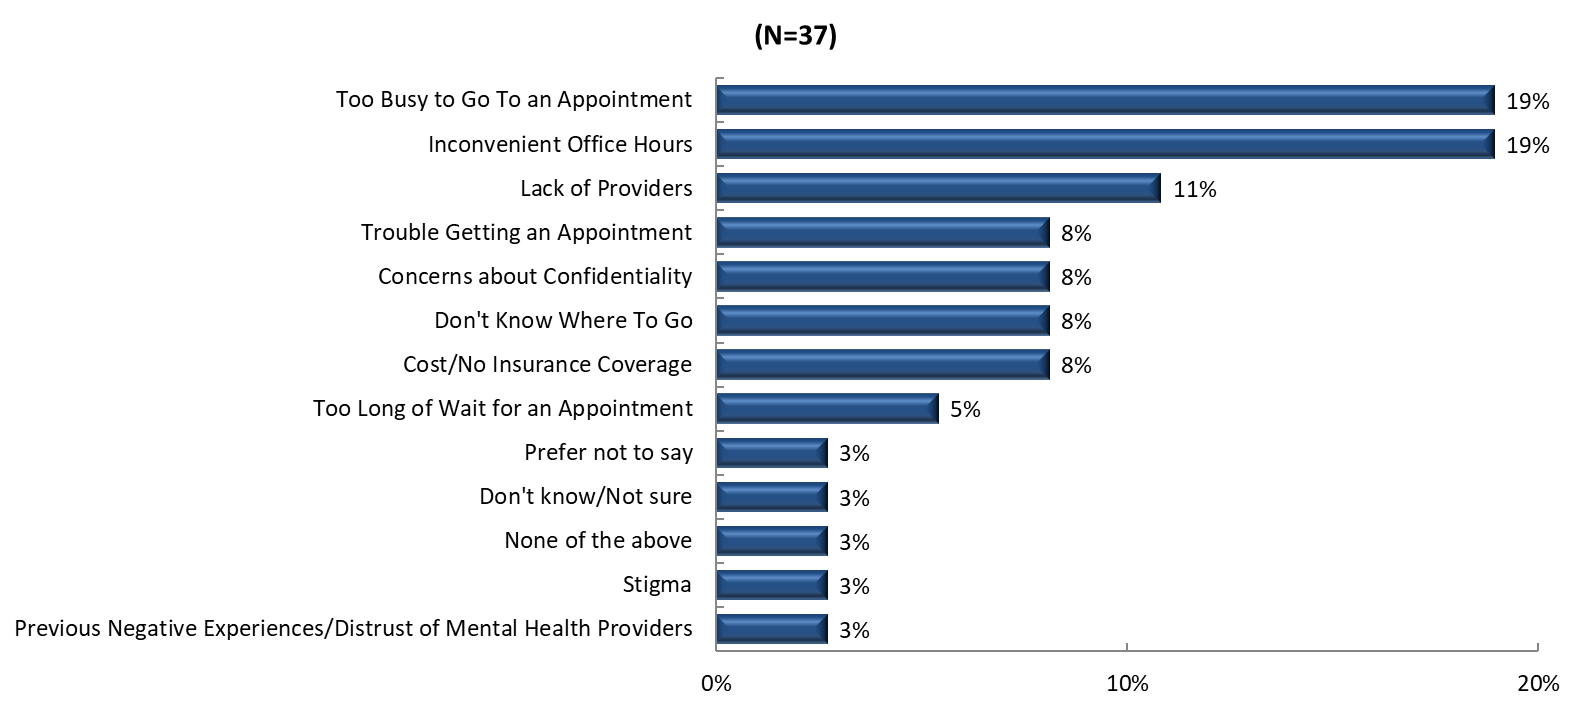 (N=37)
Too Busy to Go To an Appointment 19%
Inconvenient Office Hours 19%
Lack of Providers 11%
Trouble Getting an Appointment 8%
Concerns about Confidentiality 8%
Don't Know Where To Go 8%
Cost/No Insurance Coverage 8%
Too Long of Wait for an Appointment 5%
Prefer not to say 3%
Don't know/Not sure 3%
None of the above 3%
Stigma 3%
Previous Negative Experiences/Distrust of Mental Health Providers 3%
0% 10% 20%